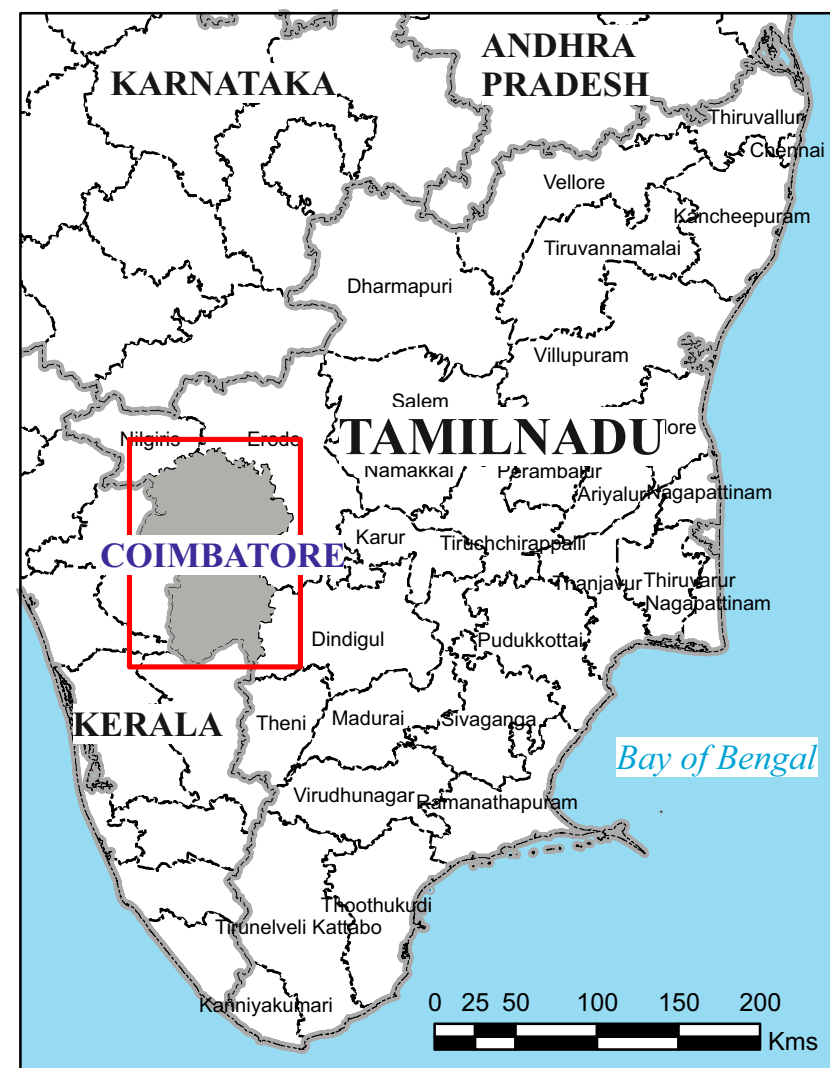 ANDHRA
PRADESH
KARNATAKA
Thiruvallur
Chennai
Vellore
Kancheepuram
Tiruvannamalai
Dharmapuri
Villupuram
Salem
TAMILNADU
lore
Nilgiris
Erode
Namakkal
Perambalur
Ariyalur
Nagapattinam
Karur
Tiruchchirappalli
COIMBATORE
Thanjavur
Thiruvarur
Nagapattinam
Dindigul
Pudukkottai
KERALA
Theni
Madurai
Sivaganga
Bay of Bengal
Virudhunagar
Ramanathapuram
Thoothukudi
Tirunelveli Kattabo
Kanniyakumari
0 25 50 100 150 200
Kms